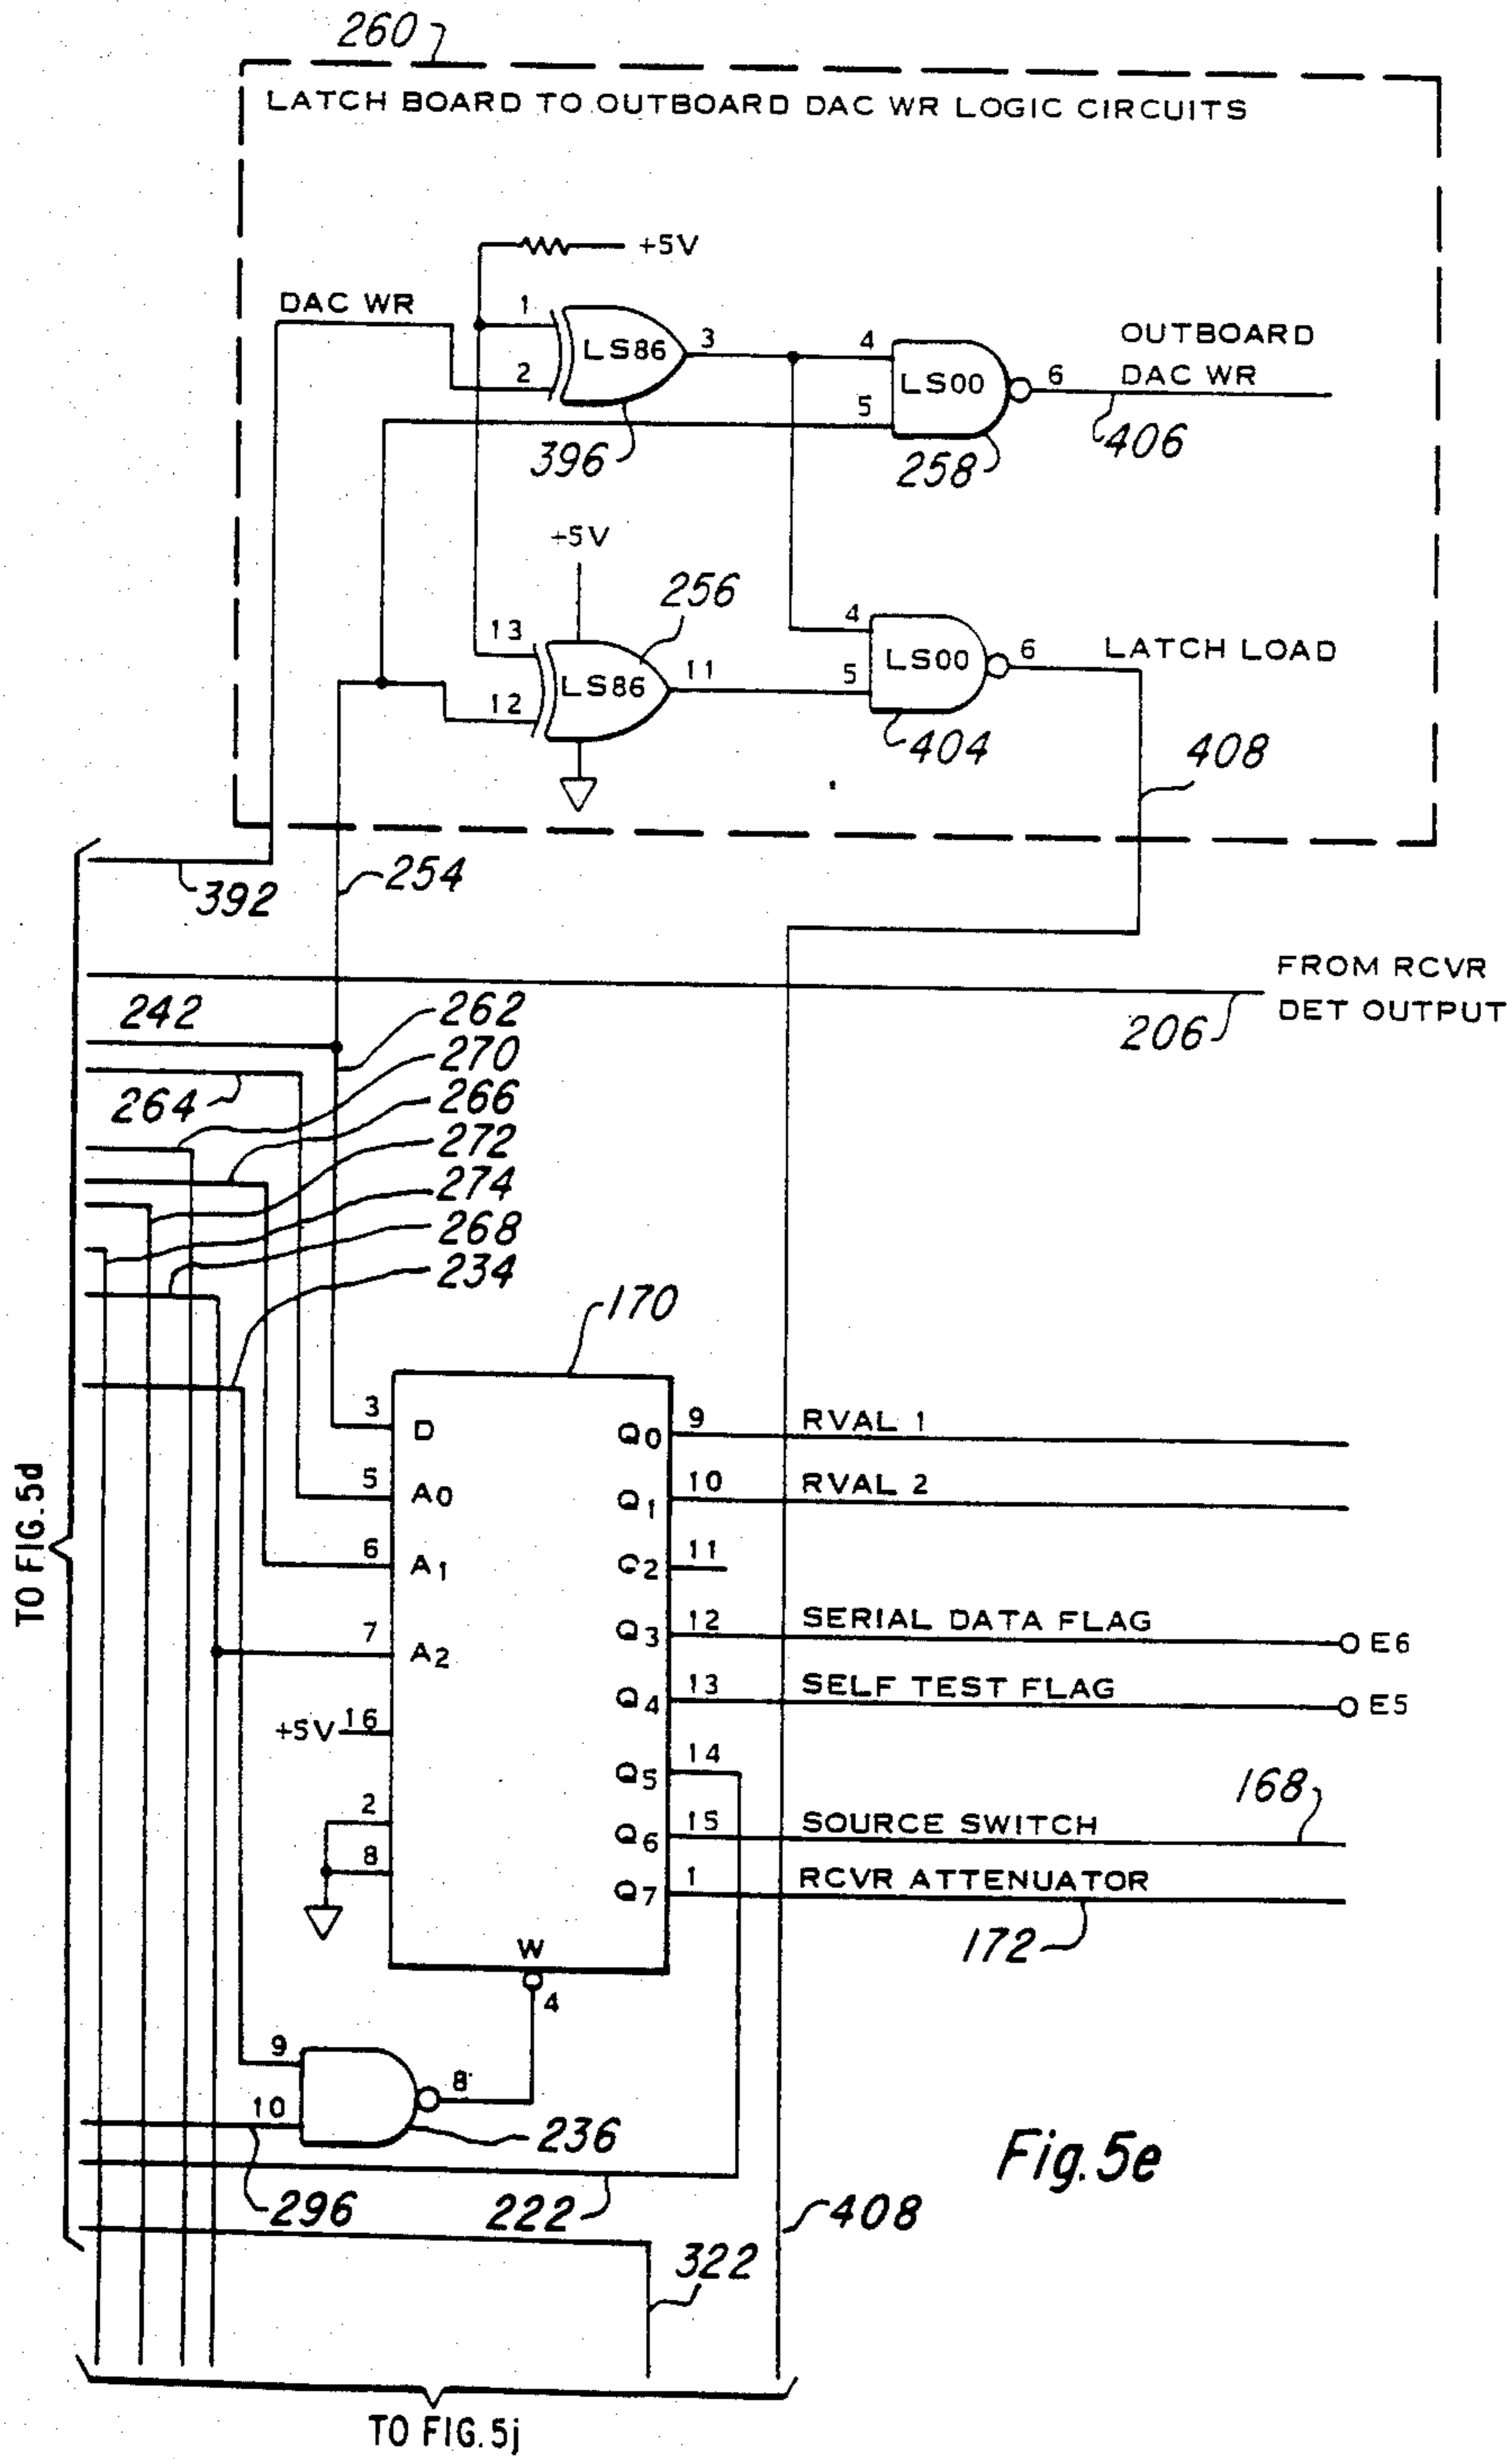 260
LATCH BOARD TO OUTBOARD DAC WR LOGIC CIRCUITS
+5V
DAC WR
1
LS86
3
2
396
4
LS00
6
5
258
OUTBOARD
DAC WR
406
+5V
256
13
LS86
11
12
4
LS00
6
5
404
LATCH LOAD
408
392
254
FROM RCVR
DET OUTPUT
206
242
262
264
270
266
272
274
268
234
170
TO FIG. 5d
3
D
Q0
9
RVAL 1
5
A0
Q1
10
RVAL 2
6
A1
Q2
11
7
A2
Q3
12
SERIAL DATA FLAG
E6
Q4
13
SELF TEST FLAG
E5
+5V
16
Q5
14
168
2
Q6
15
SOURCE SWITCH
8
Q7
1
RCVR ATTENUATOR
172
W
4
9
8
10
236
296
222
408
322
Fig. 5e
TO FIG. 5j